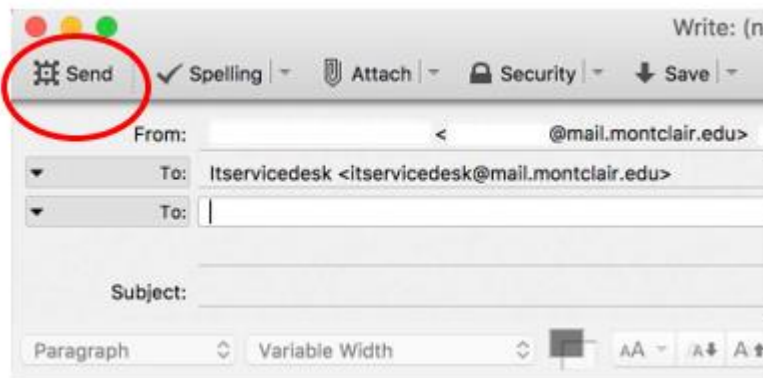 Write: (n
Send Spelling Attach Security Save
From: < @mail.montclair.edu>
To: Itservicedesk <itservicedesk@mail.montclair.edu>
To:
Subject:
Paragraph Variable Width AA A A